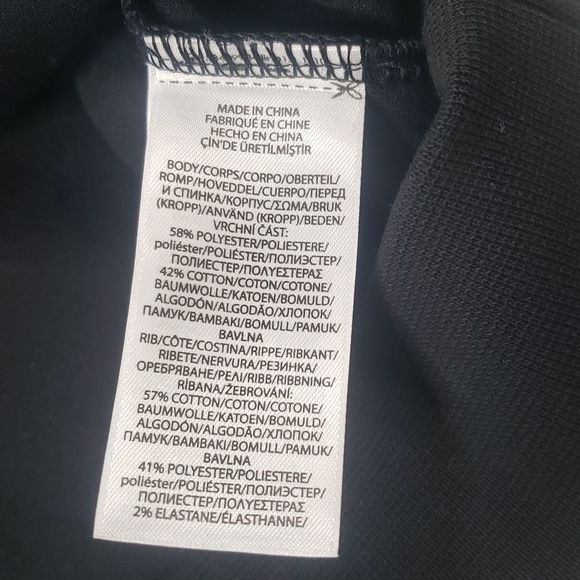 MADE IN CHINA
FABRIQUÉ EN CHINE
HECHO EN CHINA
ÇİN'DE ÜRETİLMİŞTİR
BODY/CORPS/CORPO/OBERTEIL/
ROMP/HOVEDDEL/CUERPO/ПЕРЕД
И СПИНКА/КОРПУС/ΣΩΜΑ/BRUK
(KROPP)/ANVÄND (KROPP)/BEDEN/
VRCHNÍ ČÁST:
58% POLYESTER/POLIESTERE/
poliéster/POLIÉSTER/ПОЛИЭСТЕР/
ПОЛИЕСТЕР/ΠΟΛΥΕΣΤΕΡΑΣ
42% COTTON/COTON/COTONE/
BAUMWOLLE/KATOEN/BOMULD/
ALGODÓN/ALGODÃO/ХЛОПОК/
ПАМУК/ΒΑΜΒΑΚΙ/BOMULL/PAMUK/
BAVLNA
RIB/CÔTE/COSTINA/RIPPE/RIBKANT/
RIBETE/NERVURA/РЕЗИНКА/
ОРЕБРЯВАНЕ/ΡΕΛΙ/RIBB/RIBBNING/
RİBANA/ŽEBROVÁNÍ:
57% COTTON/COTON/COTONE/
BAUMWOLLE/KATOEN/BOMULD/
ALGODÓN/ALGODÃO/ХЛОПОК/
ПАМУК/ΒΑΜΒΑΚΙ/BOMULL/PAMUK/
BAVLNA
41% POLYESTER/POLIESTERE/
poliéster/POLIÉSTER/ПОЛИЭСТЕР/
ПОЛИЕСТЕР/ΠΟΛΥΕΣΤΕΡΑΣ
2% ELASTANE/ÉLASTHANNE/